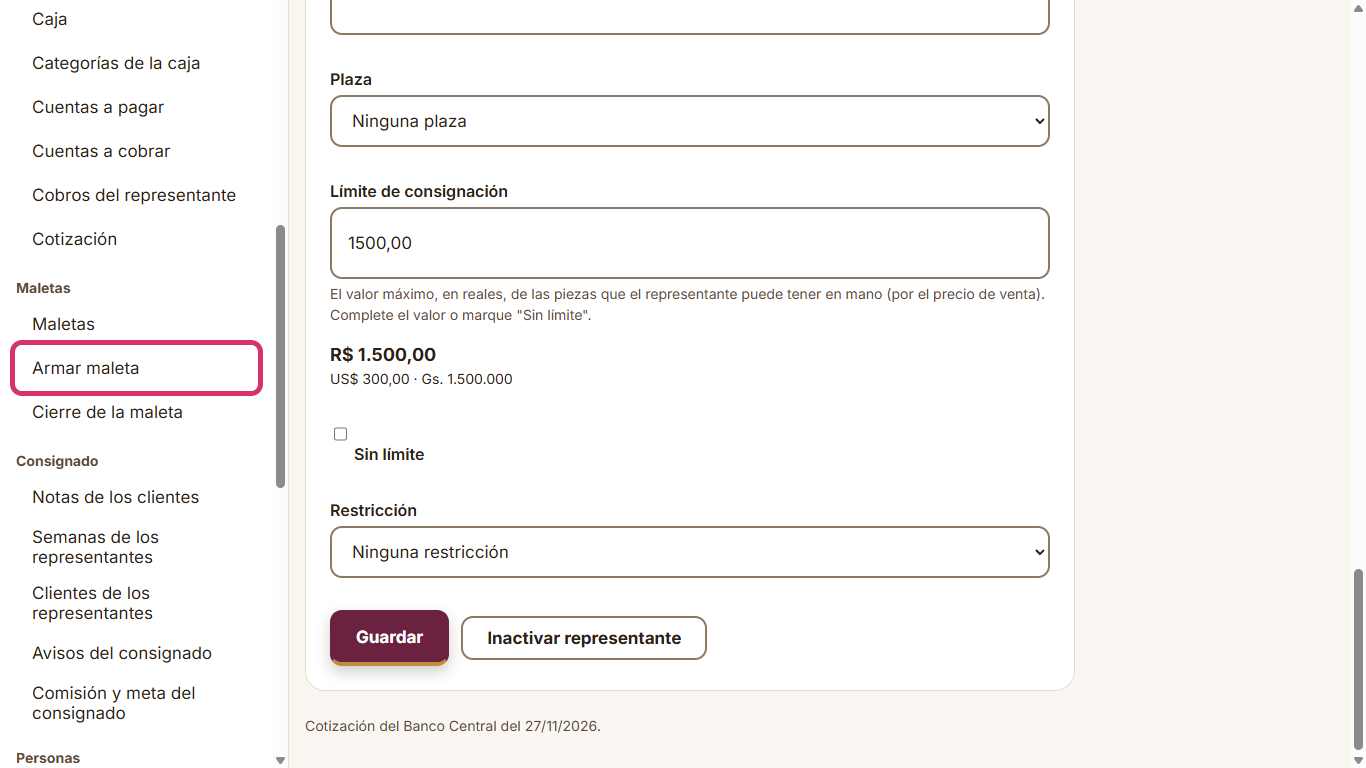 Caja
Categorías de la caja
Cuentas a pagar
Cuentas a cobrar
Cobros del representante
Cotización
Maletas
Maletas
Armar maleta
Cierre de la maleta
Consignado
Notas de los clientes
Semanas de los
representantes
Clientes de los
representantes
Avisos del consignado
Comisión y meta del
consignado
Personas
Plaza
Ninguna plaza
Límite de consignación
1500,00
El valor máximo, en reales, de las piezas que el representante puede tener en mano (por el precio de venta).
Complete el valor o marque "Sin límite".
R$ 1.500,00
US$ 300,00 · Gs. 1.500.000
Sin límite
Restricción
Ninguna restricción
Guardar
Inactivar representante
Cotización del Banco Central del 27/11/2026.